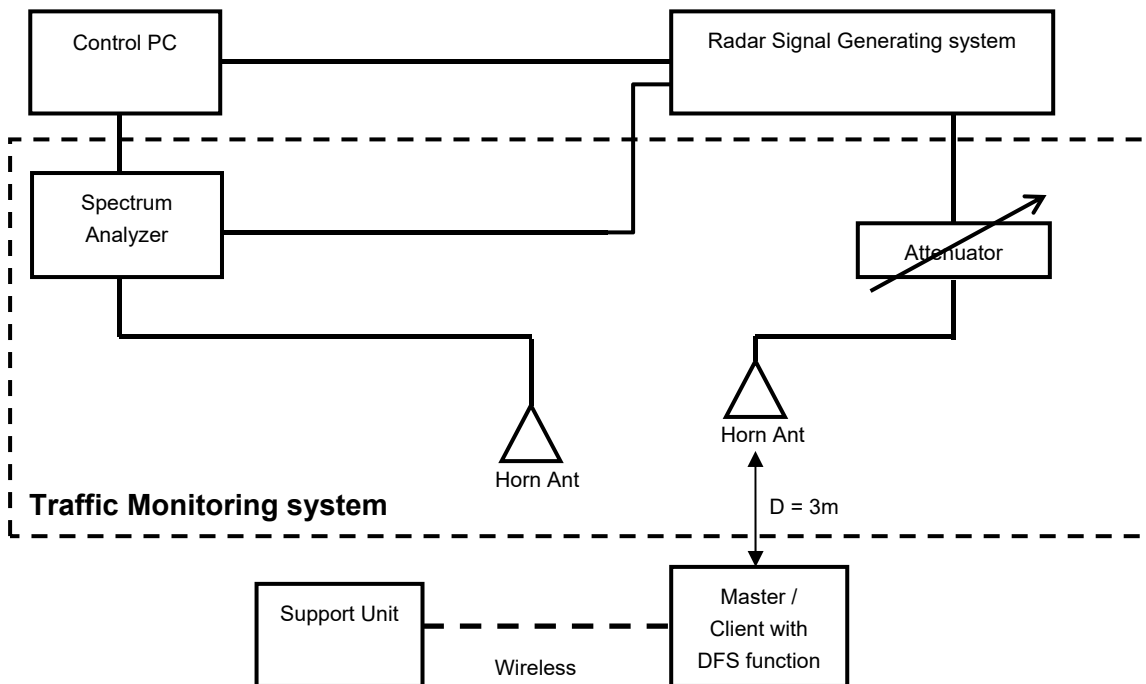 Control PC
Radar Signal Generating system
Spectrum
Analyzer
Attenuator
Horn Ant
Horn Ant
Traffic Monitoring system
D = 3m
Support Unit
Wireless
Master /
Client with
DFS function